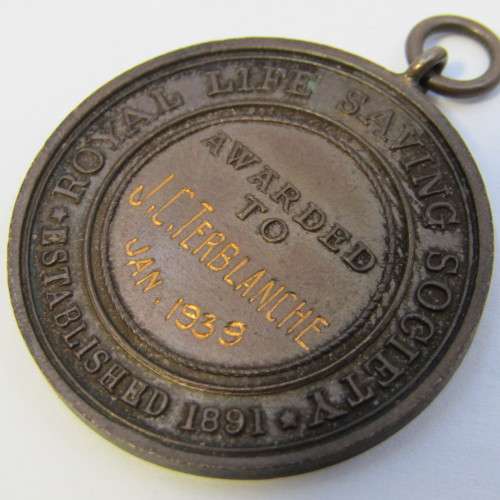 ROYAL LIFE SAVING SOCIETY
ESTABLISHED 1891
AWARDED
TO
J.C.TERBLANCHE
JAN. 1939